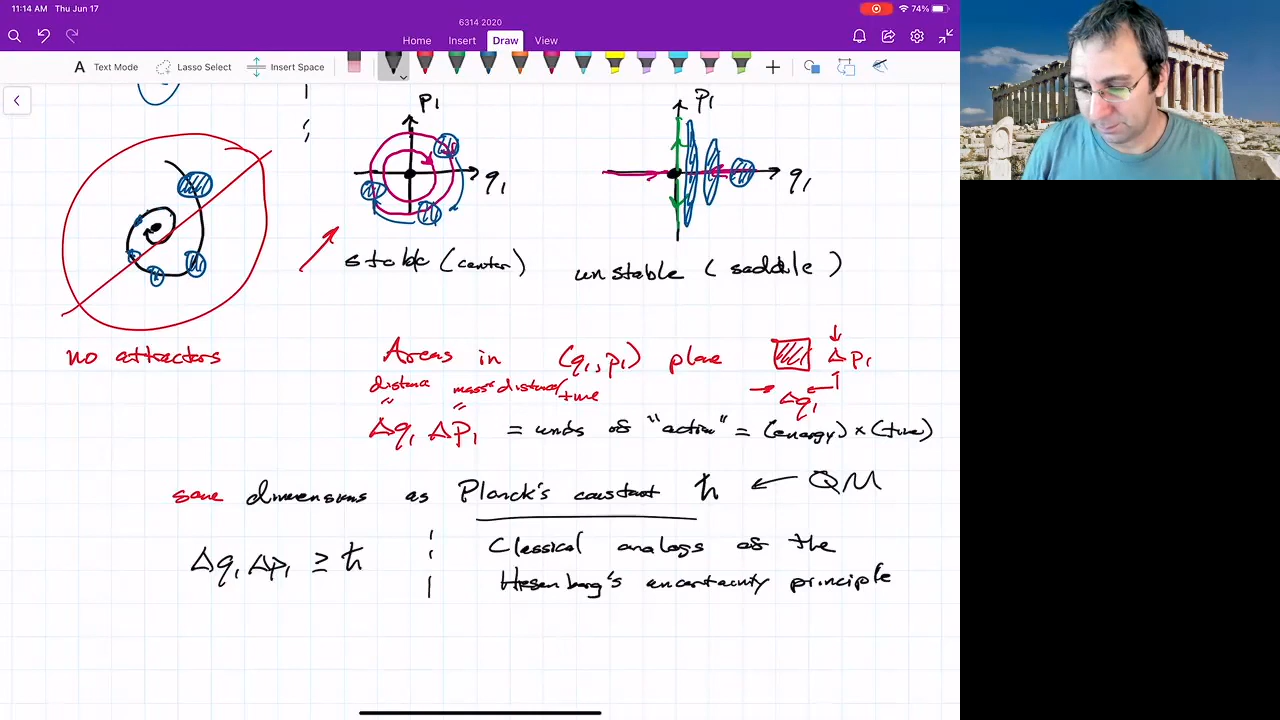 11:14 AM Thu Jun 17
74%
6314 2020
Home Insert Draw View
A Text Mode Lasso Select Insert Space
P1
q1
stable (center)
P1
q1
unstable (saddle)
no attractors
Areas in (q1, p1) plane
Δp1
Δq1
distance
mass*distance/time
Δq1 Δp1 = units of "action" = (energy) × (time)
same dimensions as Planck's constant ħ ← QM
Δq1 Δp1 ≥ ħ
Classical analogs of the
Hesenberg's uncertainty principle